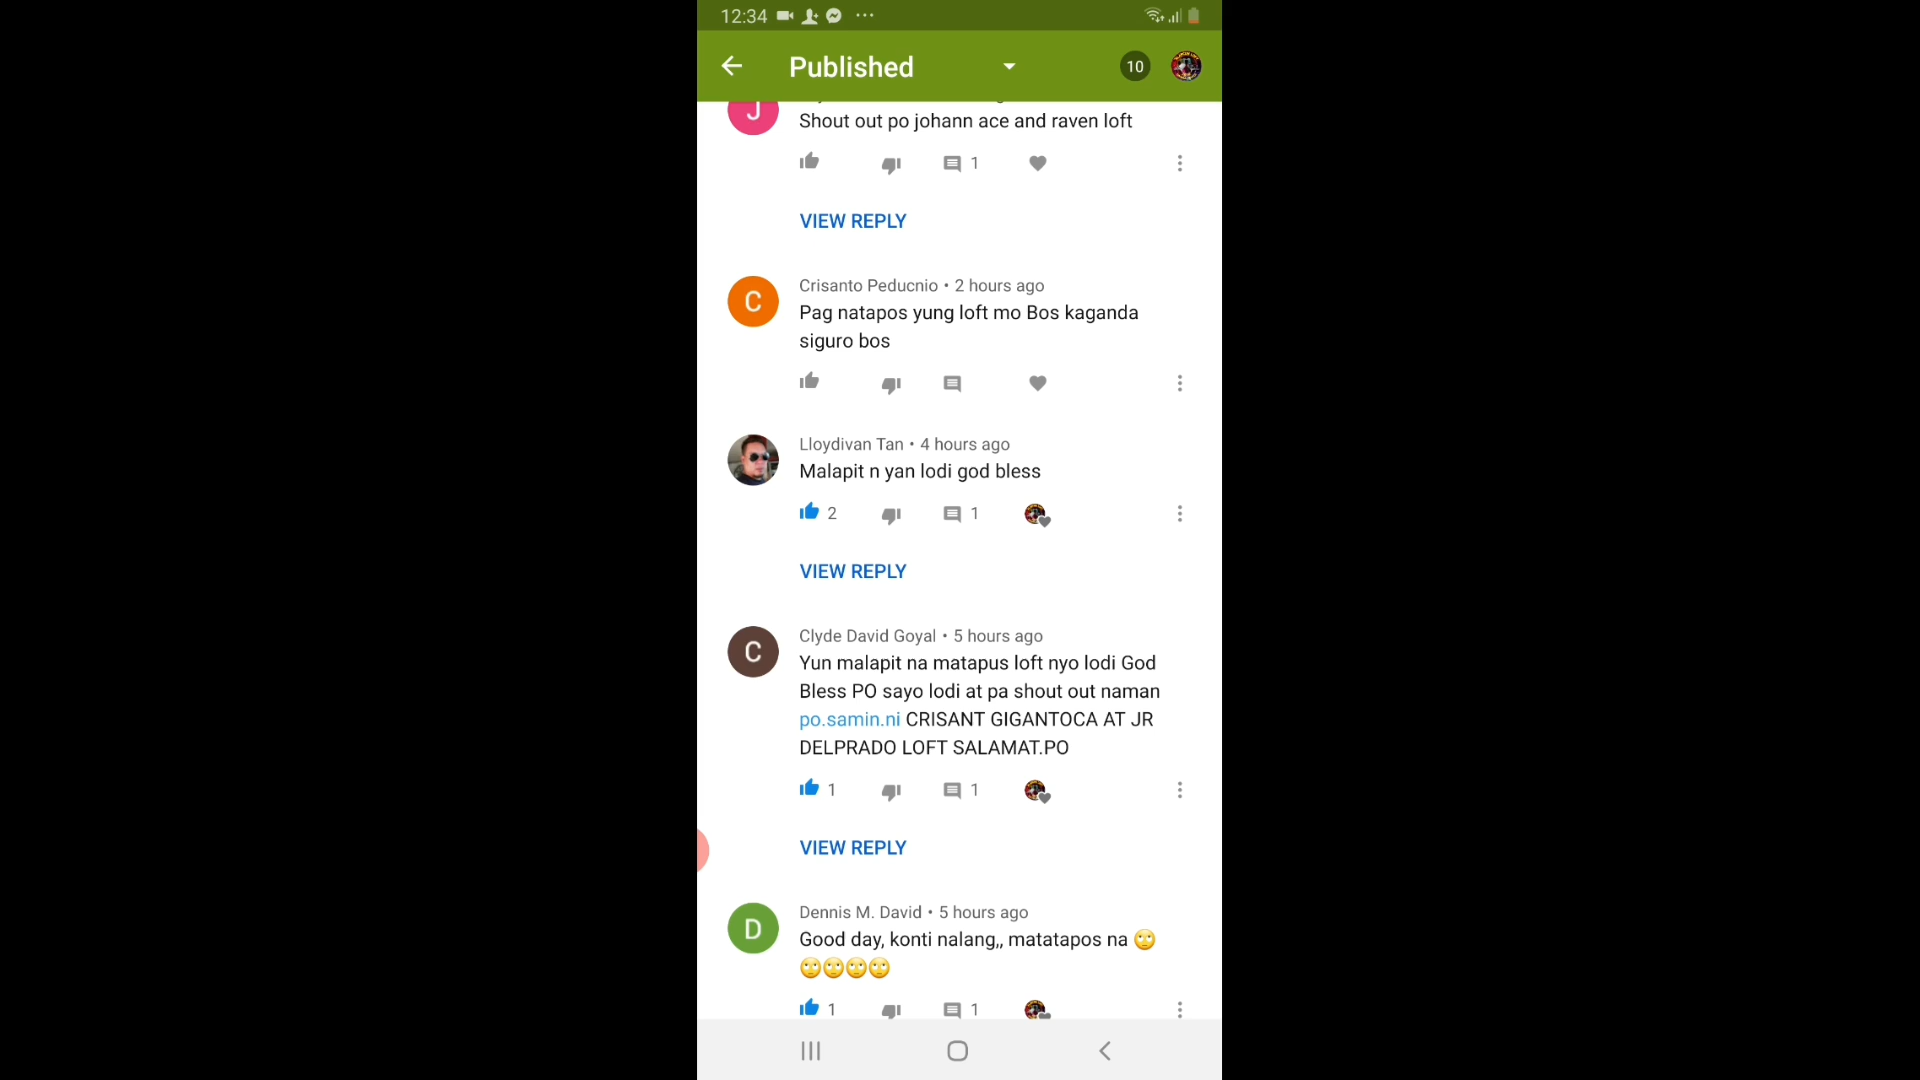 12:34
Published
10
J
Shout out po johann ace and raven loft
1
VIEW REPLY
Crisanto Peducnio • 2 hours ago
C
Pag natapos yung loft mo Bos kaganda
siguro bos
Lloydivan Tan • 4 hours ago
Malapit n yan lodi god bless
2
1
VIEW REPLY
Clyde David Goyal • 5 hours ago
C
Yun malapit na matapus loft nyo lodi God
Bless PO sayo lodi at pa shout out naman
po.samin.ni CRISANT GIGANTOCA AT JR
DELPRADO LOFT SALAMAT.PO
1
1
VIEW REPLY
Dennis M. David • 5 hours ago
D
Good day, konti nalang,, matatapos na 🙄
🙄🙄🙄🙄
1
1